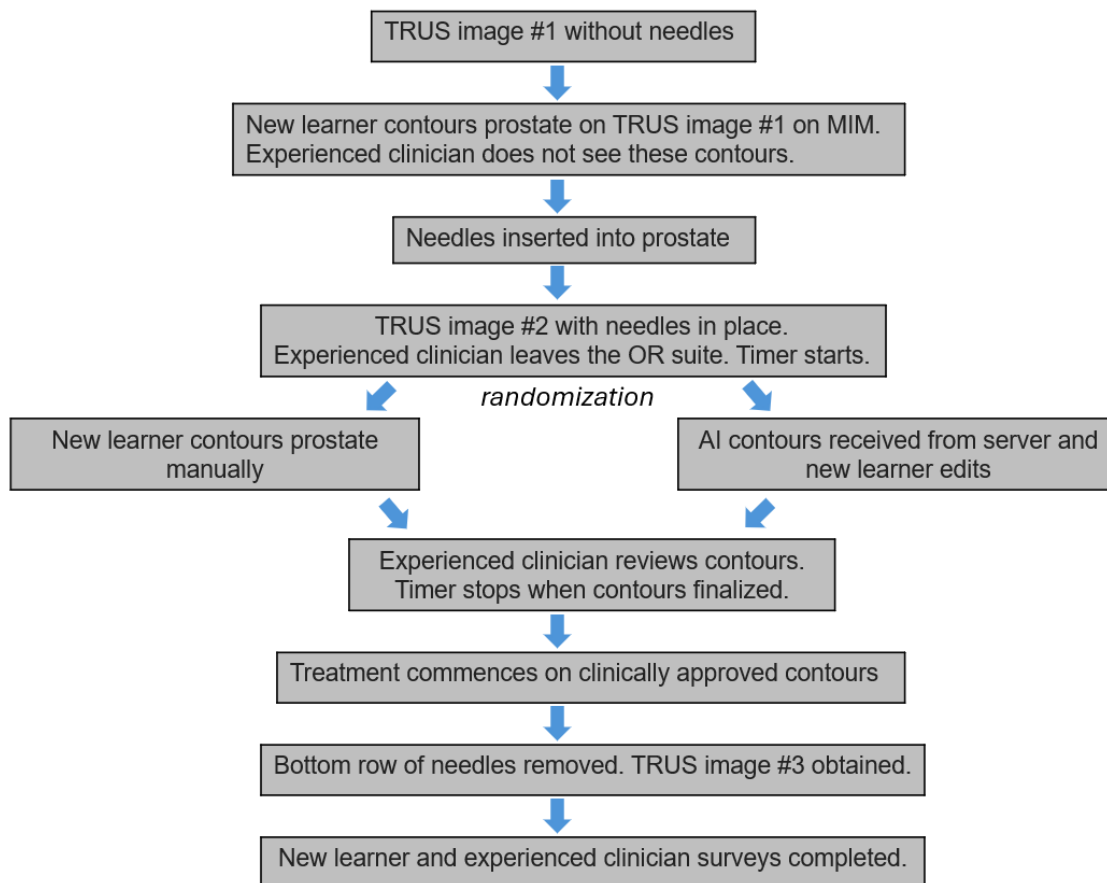 TRUS image #1 without needles
New learner contours prostate on TRUS image #1 on MIM.
Experienced clinician does not see these contours.
Needles inserted into prostate
TRUS image #2 with needles in place.
Experienced clinician leaves the OR suite. Timer starts.
randomization
New learner contours prostate
manually
AI contours received from server and
new learner edits
Experienced clinician reviews contours.
Timer stops when contours finalized.
Treatment commences on clinically approved contours
Bottom row of needles removed. TRUS image #3 obtained.
New learner and experienced clinician surveys completed.